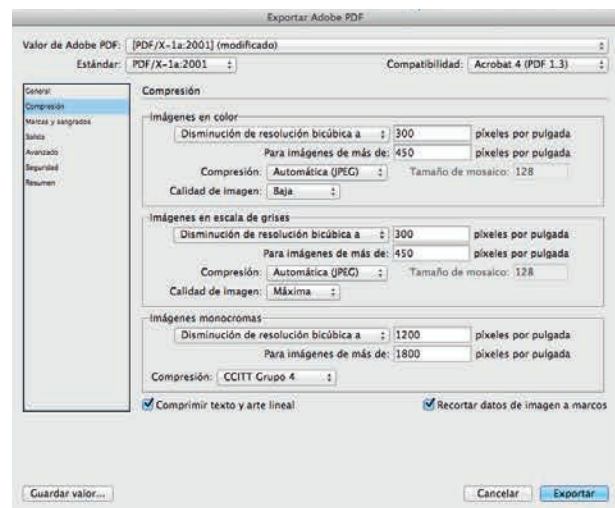 Exportar Adobe PDF
Valor de Adobe PDF: [PDF/X-1a:2001] (modificado)
Estándar: PDF/X-1a:2001 Compatibilidad: Acrobat 4 (PDF 1.3)
General
Compresión
Marcas y sangrados
Salida
Avanzado
Seguridad
Resumen
Compresión
Imágenes en color
Disminución de resolución bicúbica a 300 píxeles por pulgada
Para imágenes de más de: 450 píxeles por pulgada
Compresión: Automática (JPEG) Tamaño de mosaico: 128
Calidad de imagen: Baja
Imágenes en escala de grises
Disminución de resolución bicúbica a 300 píxeles por pulgada
Para imágenes de más de: 450 píxeles por pulgada
Compresión: Automática (JPEG) Tamaño de mosaico: 128
Calidad de imagen: Máxima
Imágenes monocromas
Disminución de resolución bicúbica a 1200 píxeles por pulgada
Para imágenes de más de: 1800 píxeles por pulgada
Compresión: CCITT Grupo 4
Comprimir texto y arte lineal Recortar datos de imagen a marcos
Guardar valor... Cancelar Exportar